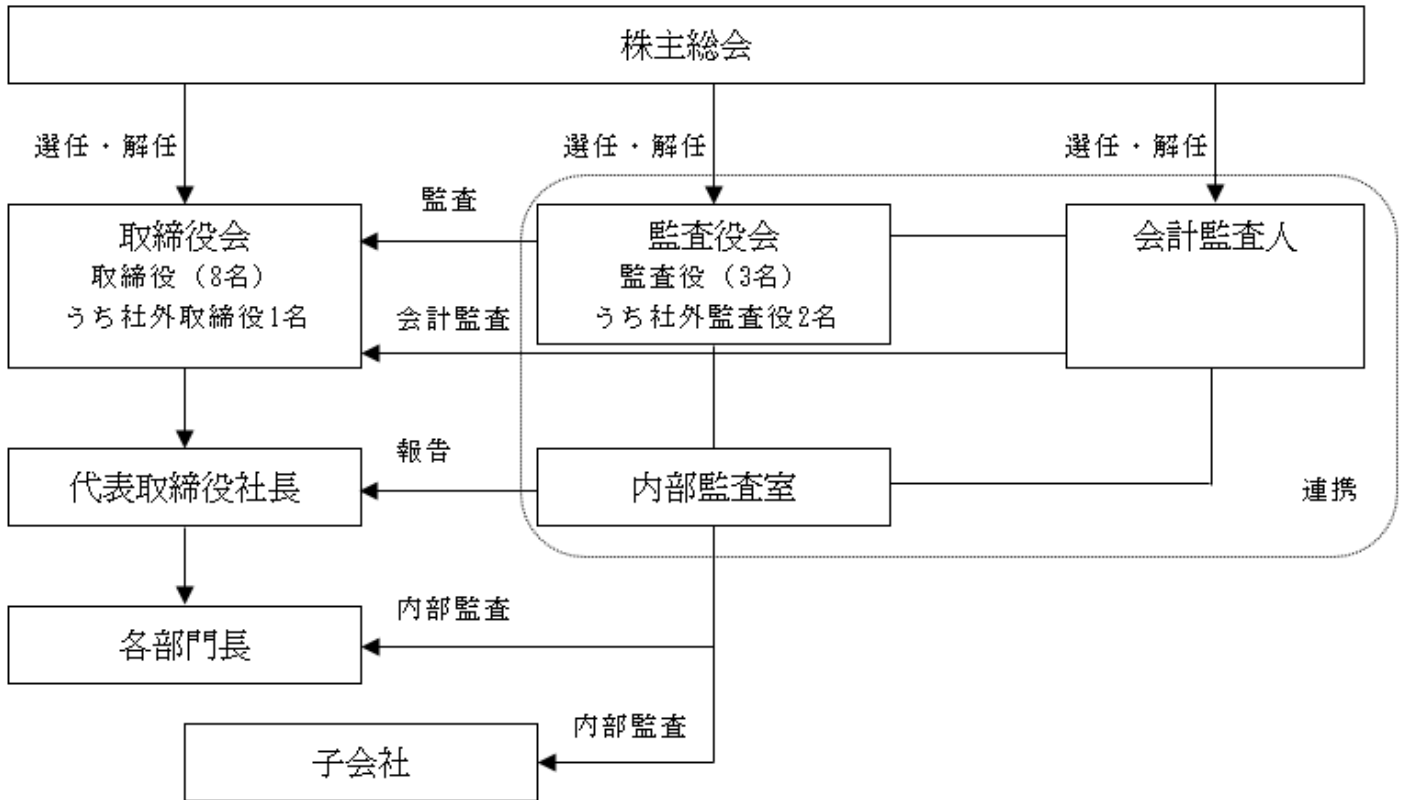 株主総会
選任・解任
選任・解任
選任・解任
監査
取締役会
取締役（8名）
うち社外取締役1名
監査役会
監査役（3名）
うち社外監査役2名
会計監査人
会計監査
報告
代表取締役社長
内部監査室
連携
内部監査
各部門長
内部監査
子会社